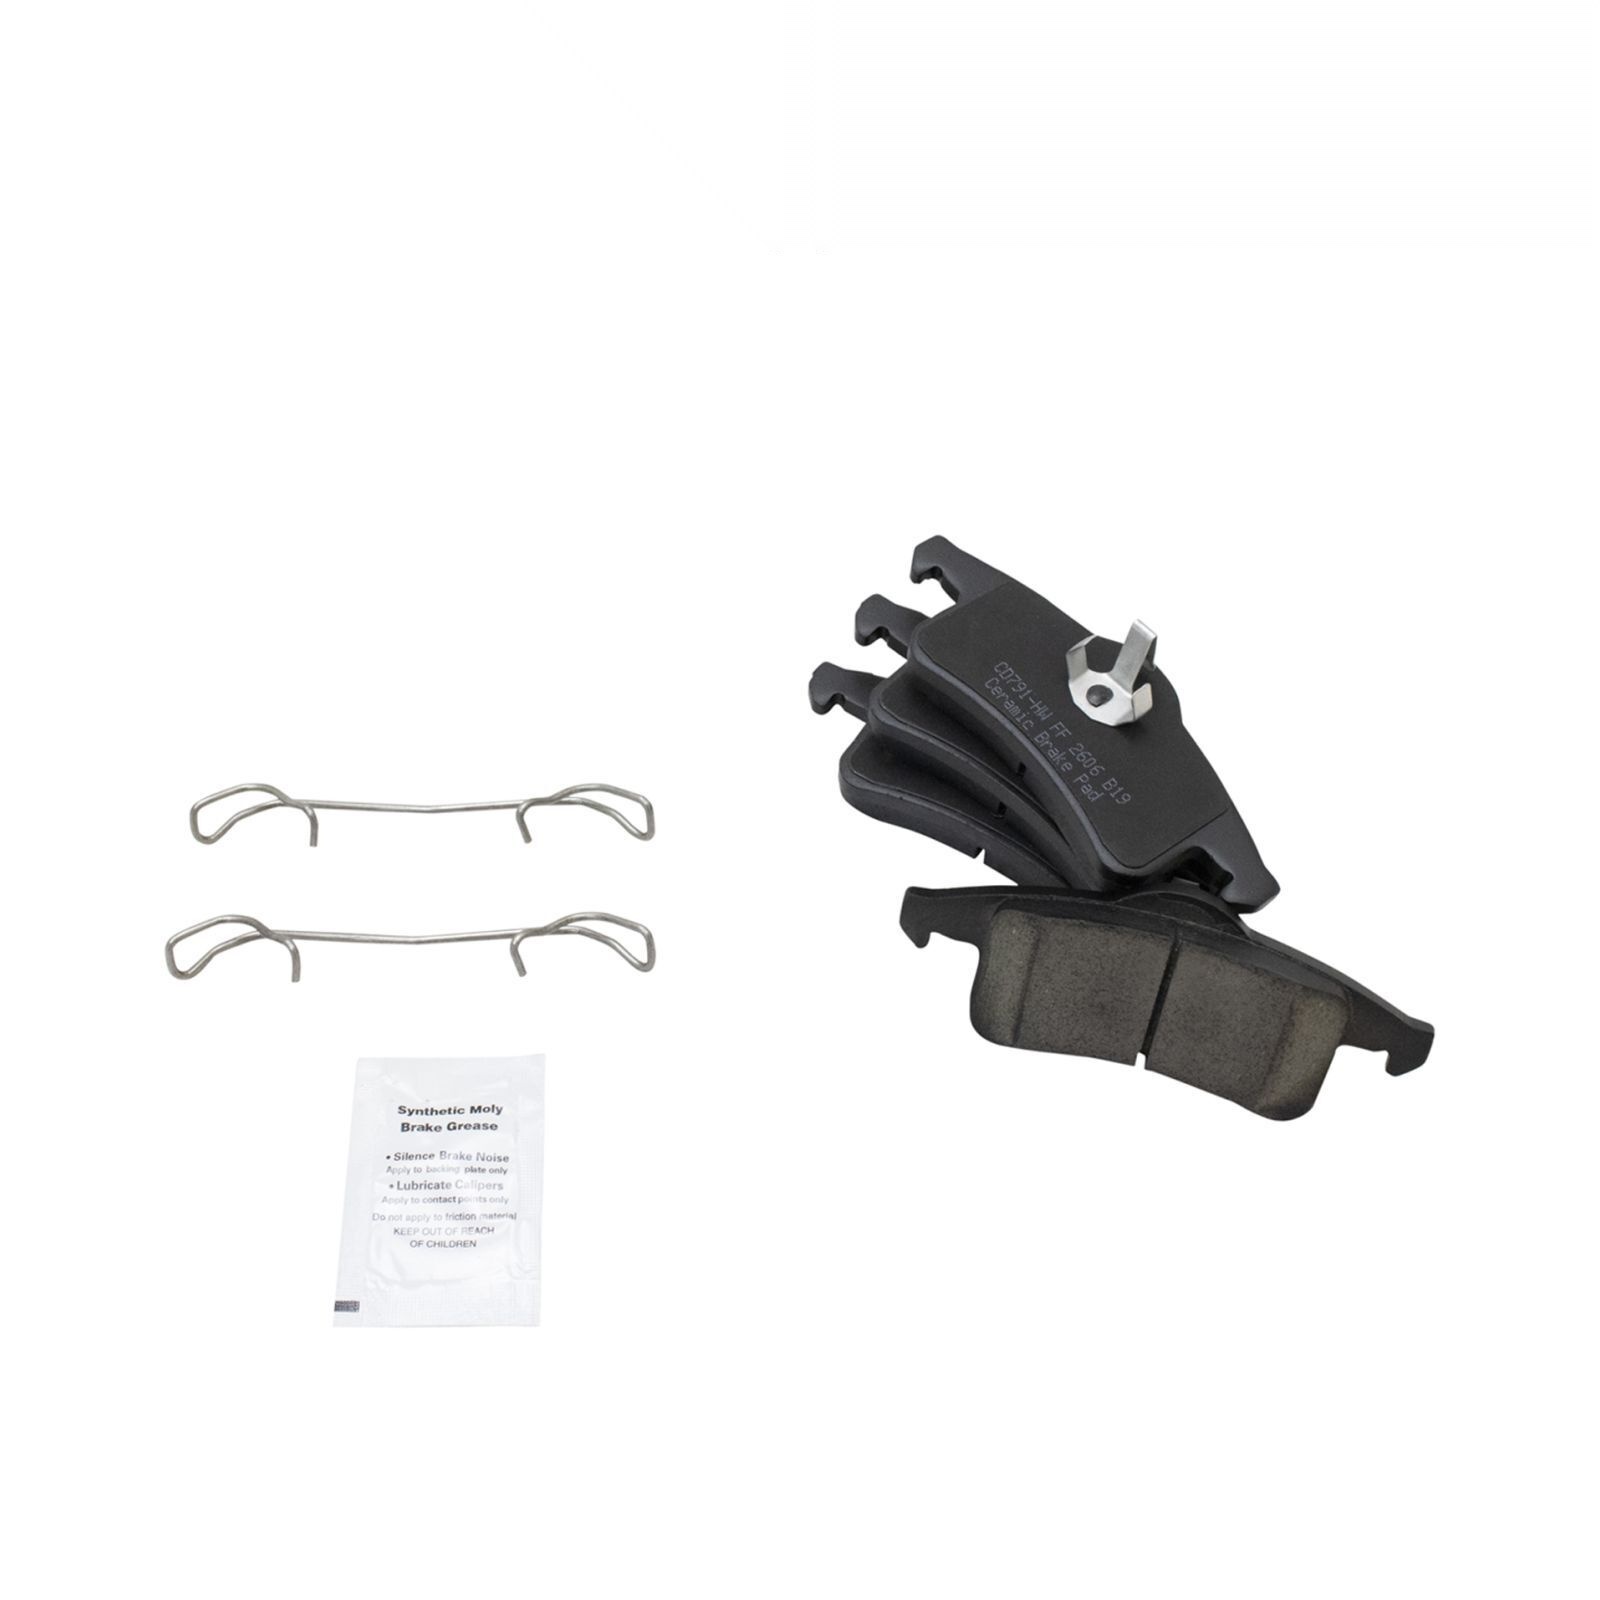 CD791-HW FF 2606 B19
Ceramic Brake Pad
Synthetic Moly
Brake Grease
• Silence Brake Noise
Apply to backing plate only
• Lubricate Calipers
Apply to contact points only
Do not apply to friction material
KEEP OUT OF REACH
OF CHILDREN